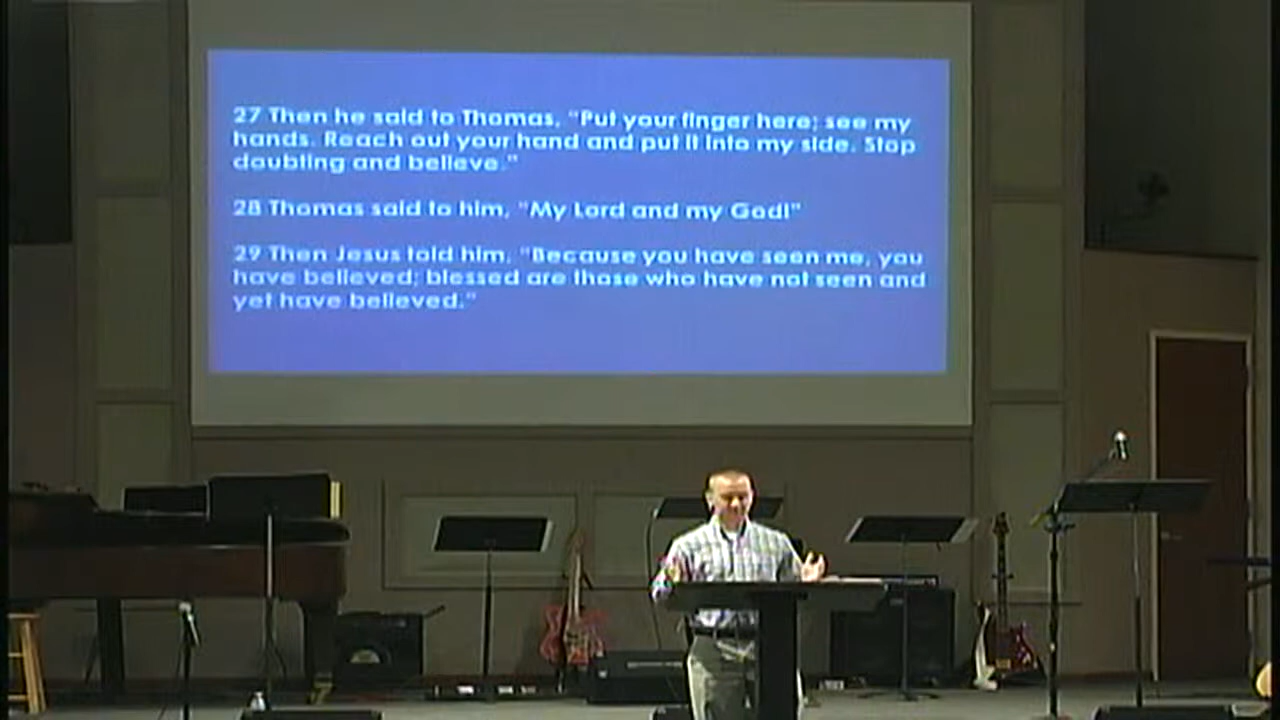 27 Then he said to Thomas, "Put your finger here; see my
hands. Reach out your hand and put it into my side. Stop
doubting and believe."
28 Thomas said to him, "My Lord and my God!"
29 Then Jesus told him, "Because you have seen me, you
have believed; blessed are those who have not seen and
yet have believed."